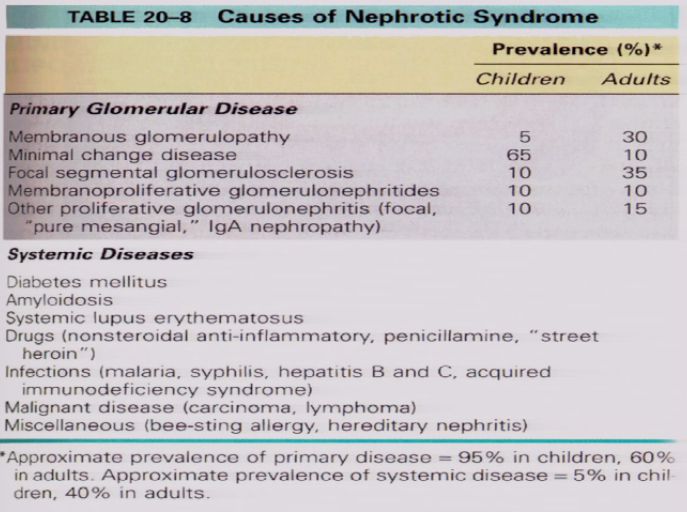 TABLE 20–8 Causes of Nephrotic Syndrome
Prevalence (%)*
Children Adults
Primary Glomerular Disease
Membranous glomerulopathy 5 30
Minimal change disease 65 10
Focal segmental glomerulosclerosis 10 35
Membranoproliferative glomerulonephritides 10 10
Other proliferative glomerulonephritis (focal, 10 15
"pure mesangial," IgA nephropathy)
Systemic Diseases
Diabetes mellitus
Amyloidosis
Systemic lupus erythematosus
Drugs (nonsteroidal anti-inflammatory, penicillamine, "street
heroin")
Infections (malaria, syphilis, hepatitis B and C, acquired
immunodeficiency syndrome)
Malignant disease (carcinoma, lymphoma)
Miscellaneous (bee-sting allergy, hereditary nephritis)
*Approximate prevalence of primary disease = 95% in children, 60%
in adults. Approximate prevalence of systemic disease = 5% in chil-
dren, 40% in adults.